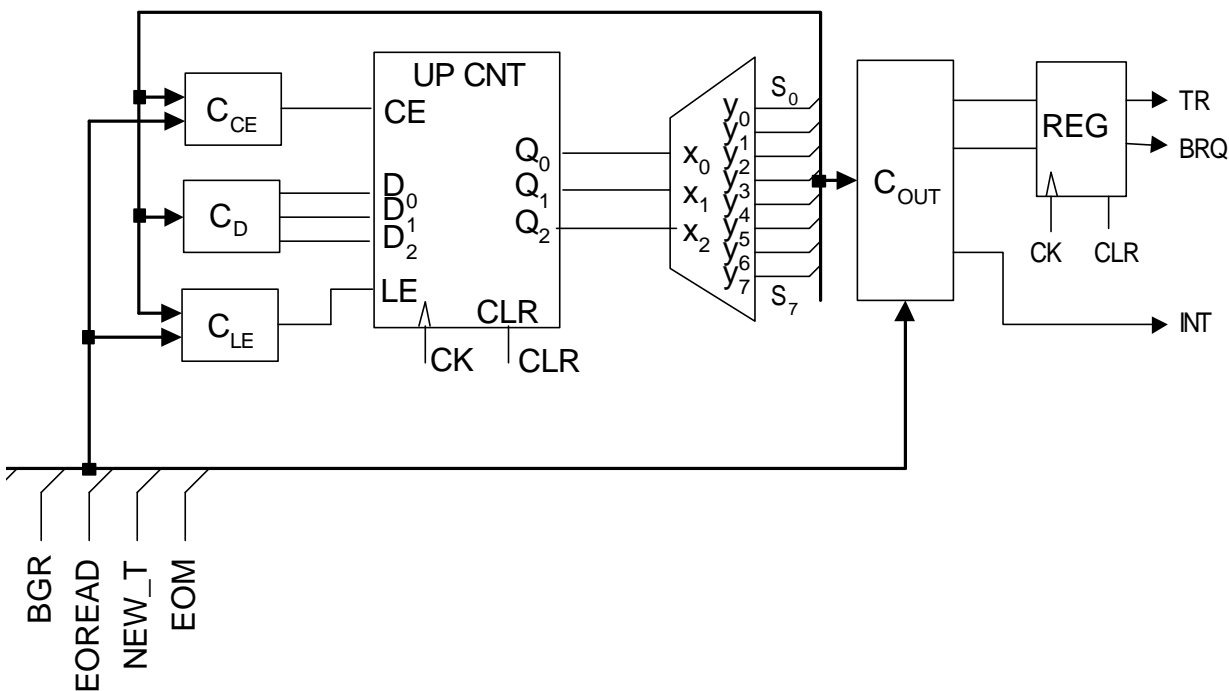 UP CNT
C_CE
CE
C_D
D_0
D_1
D_2
C_LE
LE
CK
CLR
CLR
Q_0
Q_1
Q_2
x_0
x_1
x_2
y_0
y_1
y_2
y_3
y_4
y_5
y_6
y_7
S_0
S_7
C_OUT
REG
CK
CLR
TR
BRQ
INT
BGR
EOREAD
NEW_T
EOM